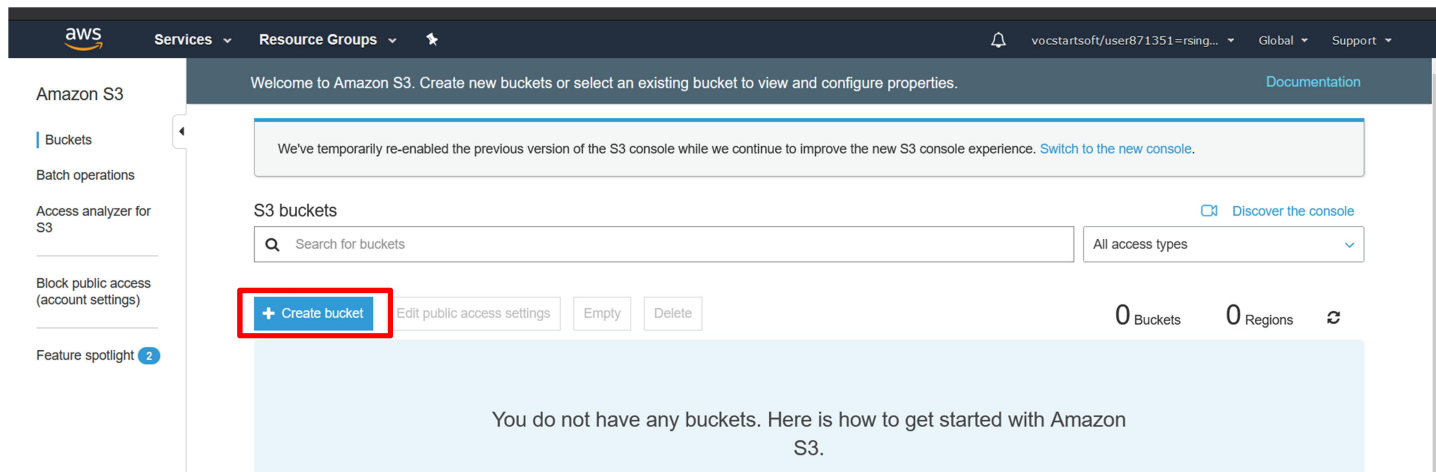 aws
Services
Resource Groups
vocstartsoft/user871351=rsing...
Global
Support
Amazon S3
Buckets
Batch operations
Access analyzer for
S3
Block public access
(account settings)
Feature spotlight 2
Welcome to Amazon S3. Create new buckets or select an existing bucket to view and configure properties.
Documentation
We've temporarily re-enabled the previous version of the S3 console while we continue to improve the new S3 console experience. Switch to the new console.
S3 buckets
Discover the console
Search for buckets
All access types
Create bucket
Edit public access settings
Empty
Delete
0 Buckets
0 Regions
You do not have any buckets. Here is how to get started with Amazon
S3.